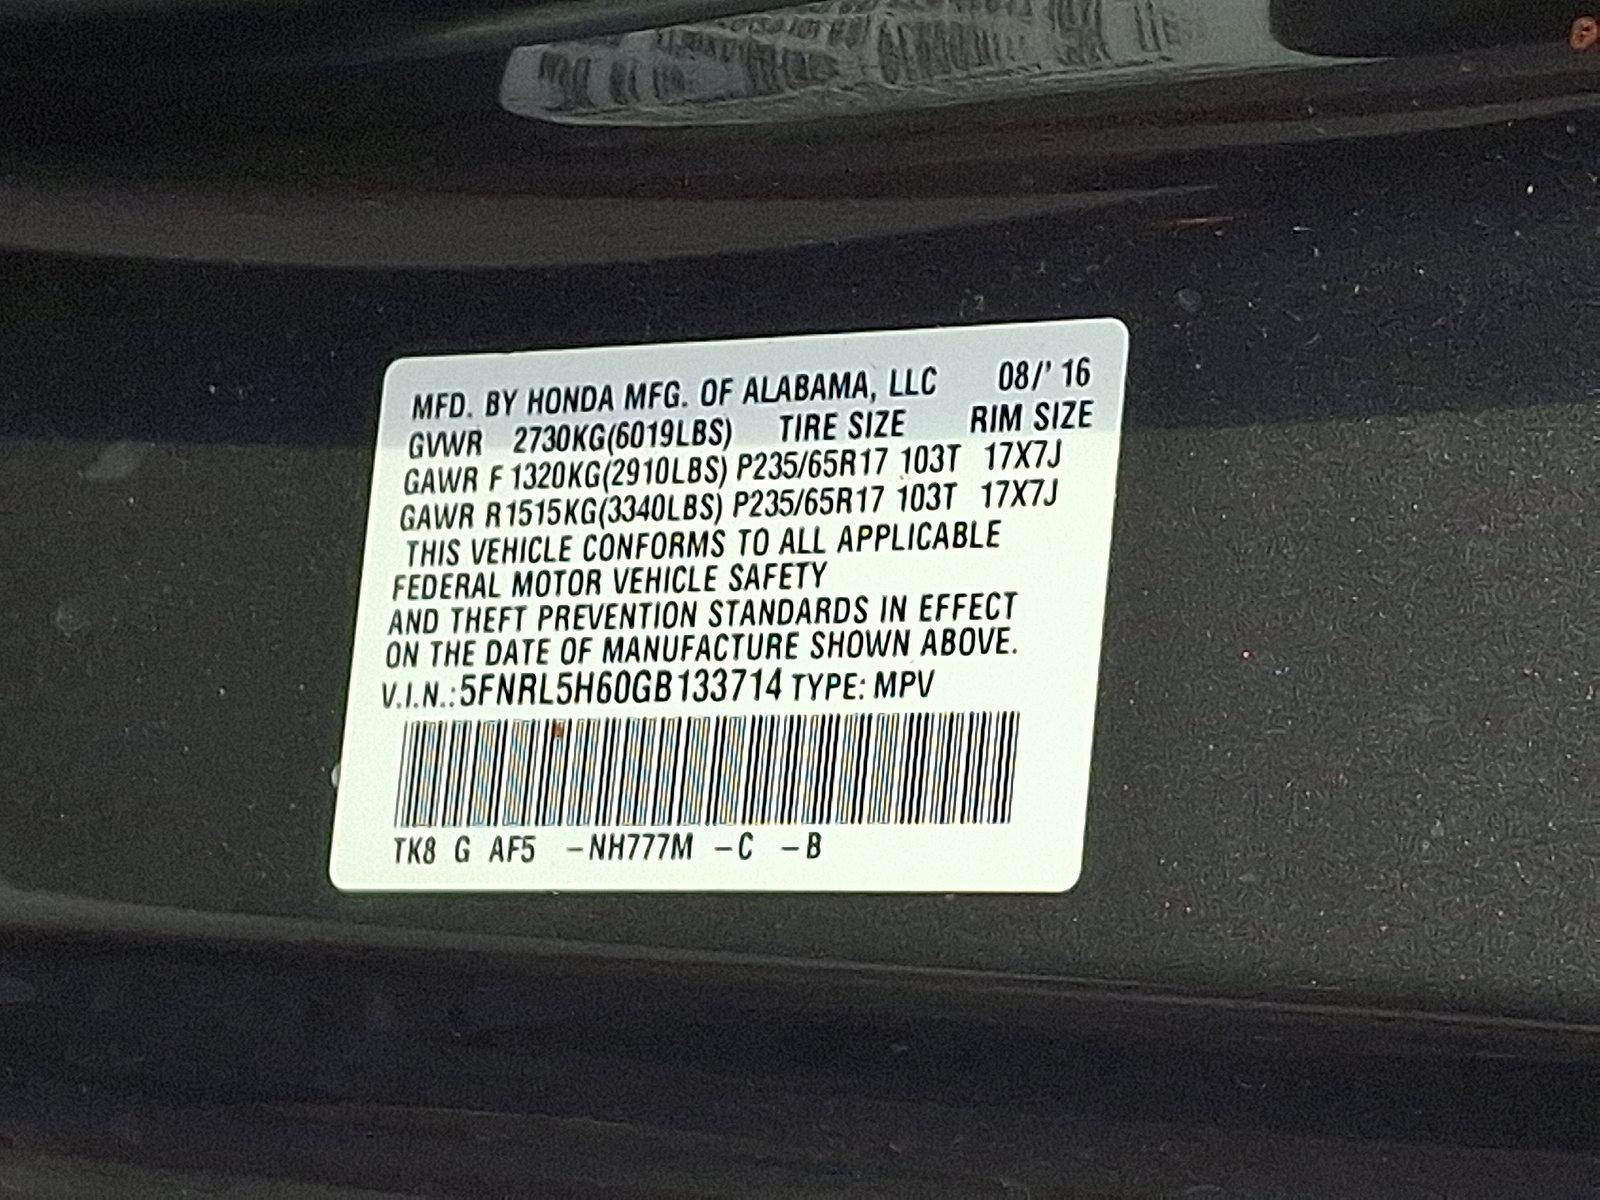 MFD. BY HONDA MFG. OF ALABAMA, LLC 08/' 16
GVWR 2730KG(6019LBS) TIRE SIZE RIM SIZE
GAWR F 1320KG(2910LBS) P235/65R17 103T 17X7J
GAWR R1515KG(3340LBS) P235/65R17 103T 17X7J
THIS VEHICLE CONFORMS TO ALL APPLICABLE
FEDERAL MOTOR VEHICLE SAFETY
AND THEFT PREVENTION STANDARDS IN EFFECT
ON THE DATE OF MANUFACTURE SHOWN ABOVE.
V.I.N.:5FNRL5H60GB133714 TYPE: MPV
TK8 G AF5 –NH777M –C –B